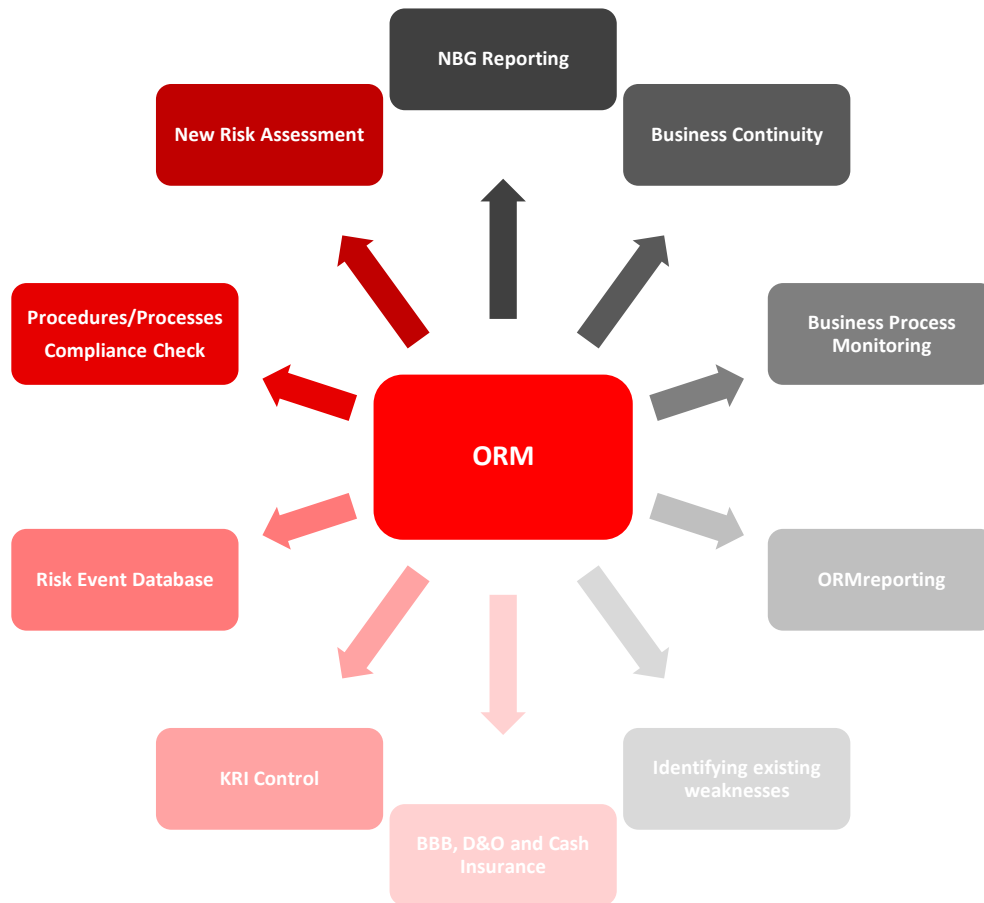 NBG Reporting
New Risk Assessment
Business Continuity
Procedures/Processes
Compliance Check
Business Process
Monitoring
ORM
Risk Event Database
ORMreporting
KRI Control
Identifying existing
weaknesses
BBB, D&O and Cash
Insurance